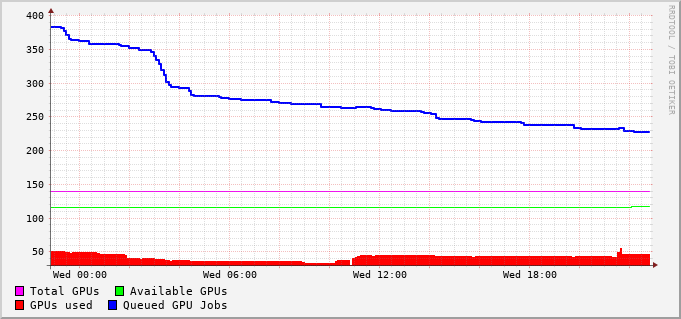 400
350
300
250
200
150
100
50
Wed 00:00 Wed 06:00 Wed 12:00 Wed 18:00
Total GPUs Available GPUs
GPUs used Queued GPU Jobs
RRDTOOL / TOBI OETIKER